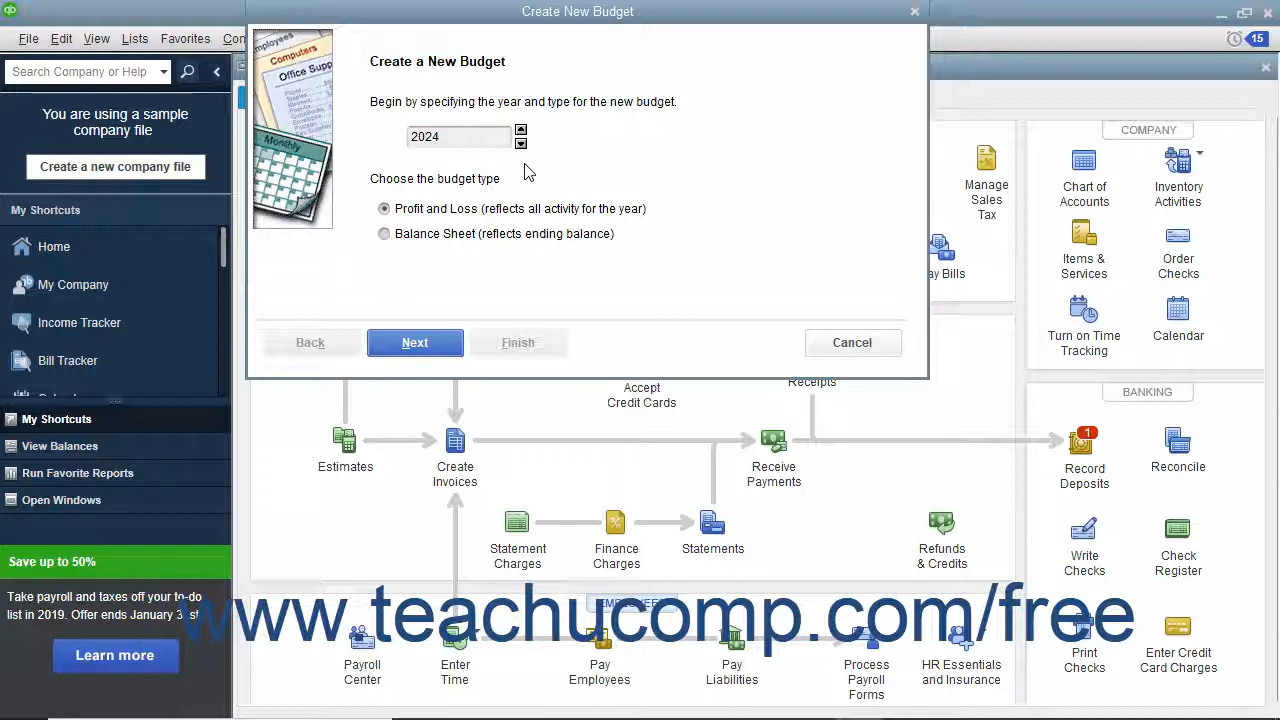 Create New Budget
qb
File Edit View Lists Favorites
15
Search Company or Help
You are using a sample
company file
Create a new company file
My Shortcuts
Home
My Company
Income Tracker
Bill Tracker
My Shortcuts
View Balances
Run Favorite Reports
Open Windows
Save up to 50%
Take payroll and taxes off your to-do
list in 2019. Offer ends January 31st
Learn more
Computers
Monthly
Create a New Budget
Begin by specifying the year and type for the new budget.
2024
Choose the budget type
Profit and Loss (reflects all activity for the year)
Balance Sheet (reflects ending balance)
Back
Next
Finish
Cancel
Manage
Sales
Tax
Accept
Credit Cards
Receipts
Estimates
Create
Invoices
Receive
Payments
Statement
Charges
Finance
Charges
Statements
Refunds
& Credits
EMPLOYEES
Payroll
Center
Enter
Time
Pay
Employees
Pay
Liabilities
Process
Payroll
Forms
HR Essentials
and Insurance
COMPANY
Chart of
Accounts
Inventory
Activities
Items &
Services
Order
Checks
Turn on Time
Tracking
Calendar
BANKING
1
Record
Deposits
Reconcile
Write
Checks
Check
Register
Print
Checks
Enter Credit
Card Charges
www.teachucomp.com/free